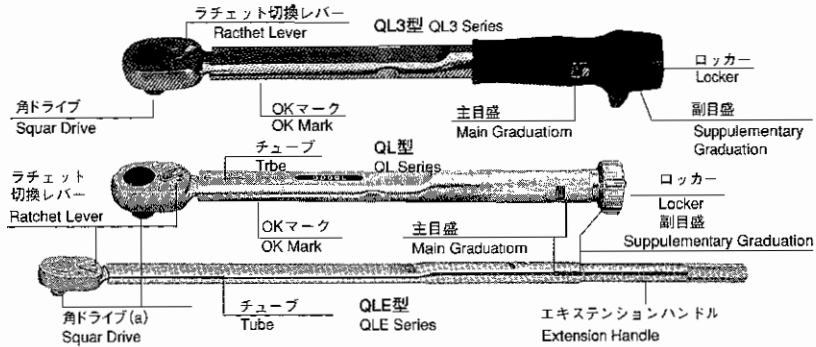 ラチェット切換レバー
Racthet Lever
QL3型 QL3 Series
ロッカー
Locker
角ドライブ
Squar Drive
OKマーク
OK Mark
主目盛
Main Graduatiom
副目盛
Suppulementary
Graduation
チューブ
Trbe
QL型
QL Series
ラチェット
切換レバー
Ratchet Lever
ロッカー
Locker
OKマーク
OK Mark
主目盛
Main Graduatiom
副目盛
Suppulementary Graduation
角ドライブ(a)
Squar Drive
チューブ
Tube
QLE型
QLE Series
エキステンションハンドル
Extension Handle